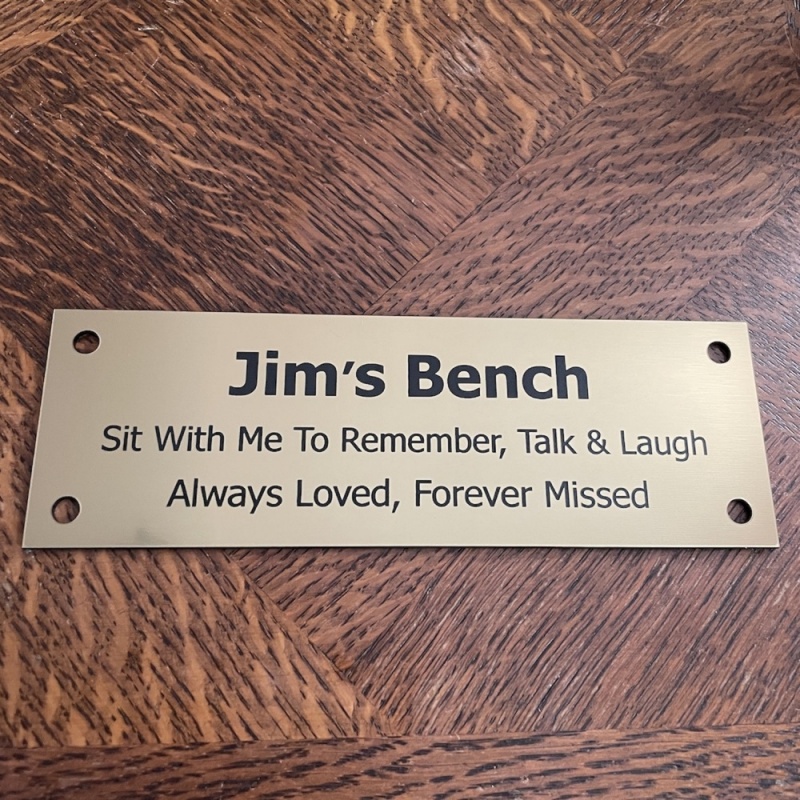 Jim's Bench
Sit With Me To Remember, Talk & Laugh
Always Loved, Forever Missed